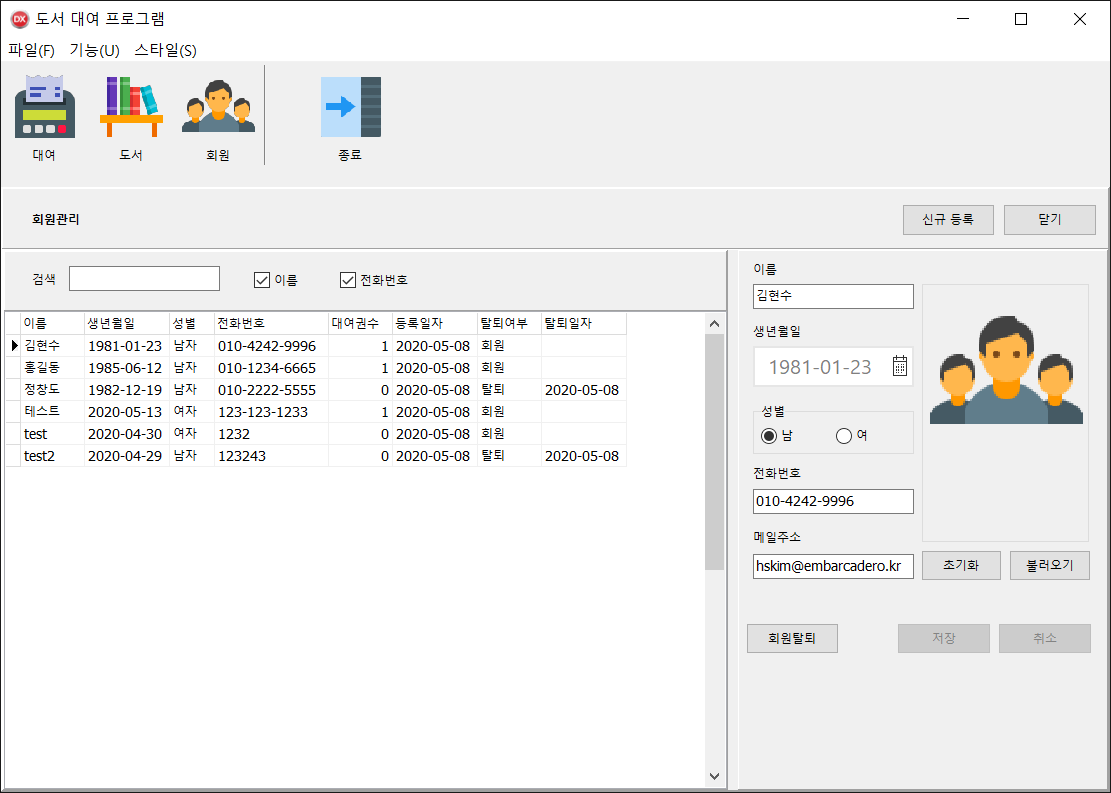 DX 도서 대여 프로그램
파일(F) 기능(U) 스타일(S)
대여 도서 회원 종료
회원관리 신규 등록 닫기
검색 이름 전화번호
이름 생년월일 성별 전화번호 대여권수 등록일자 탈퇴여부 탈퇴일자
김현수 1981-01-23 남자 010-4242-9996 1 2020-05-08 회원
홍길동 1985-06-12 남자 010-1234-6665 1 2020-05-08 회원
정창도 1982-12-19 남자 010-2222-5555 0 2020-05-08 탈퇴 2020-05-08
테스트 2020-05-13 여자 123-123-1233 1 2020-05-08 회원
test 2020-04-30 여자 1232 0 2020-05-08 회원
test2 2020-04-29 남자 123243 0 2020-05-08 탈퇴 2020-05-08
이름
김현수
생년월일
1981-01-23
성별
남 여
전화번호
010-4242-9996
메일주소
hskim@embarcadero.kr 초기화 불러오기
회원탈퇴 저장 취소